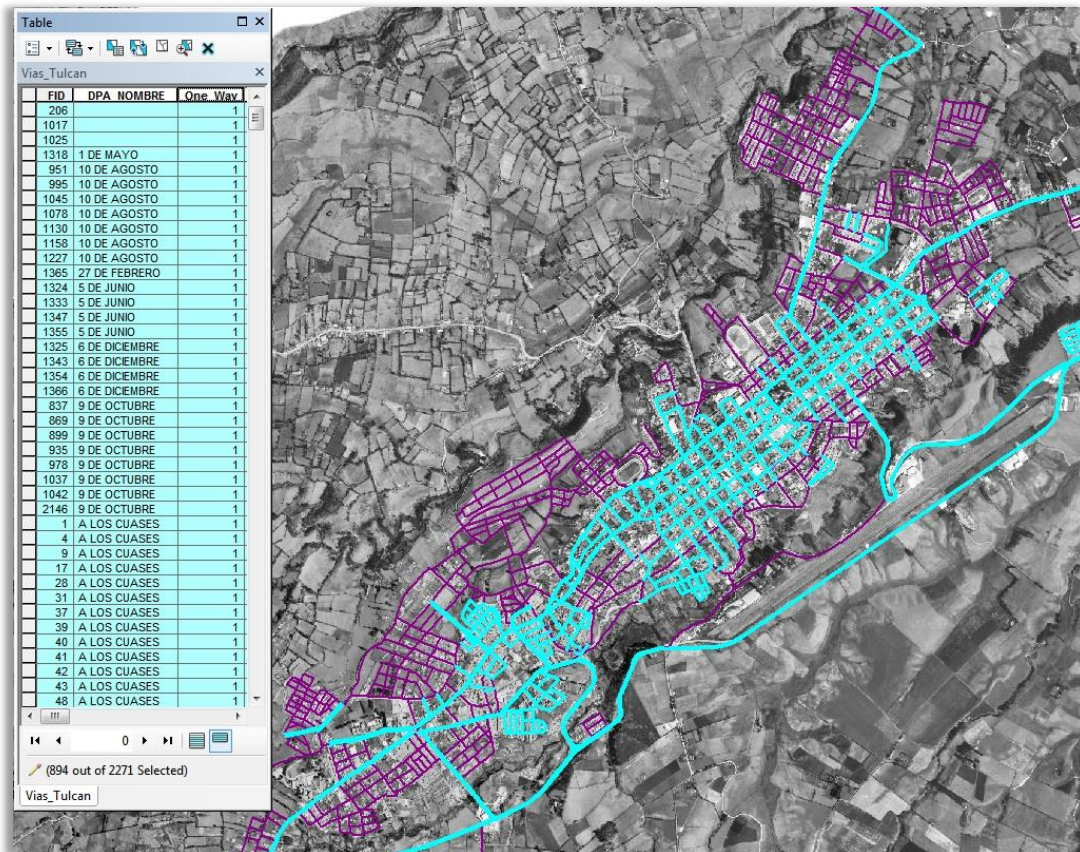 Table
Vias_Tulcan
FID DPA_NOMBRE One_Way
206 1
1017 1
1025 1
1318 1 DE MAYO 1
951 10 DE AGOSTO 1
995 10 DE AGOSTO 1
1045 10 DE AGOSTO 1
1078 10 DE AGOSTO 1
1130 10 DE AGOSTO 1
1158 10 DE AGOSTO 1
1227 10 DE AGOSTO 1
1365 27 DE FEBRERO 1
1324 5 DE JUNIO 1
1333 5 DE JUNIO 1
1347 5 DE JUNIO 1
1355 5 DE JUNIO 1
1325 6 DE DICIEMBRE 1
1343 6 DE DICIEMBRE 1
1354 6 DE DICIEMBRE 1
1366 6 DE DICIEMBRE 1
837 9 DE OCTUBRE 1
869 9 DE OCTUBRE 1
899 9 DE OCTUBRE 1
935 9 DE OCTUBRE 1
978 9 DE OCTUBRE 1
1037 9 DE OCTUBRE 1
1042 9 DE OCTUBRE 1
2146 9 DE OCTUBRE 1
1 A LOS CUASES 1
4 A LOS CUASES 1
9 A LOS CUASES 1
17 A LOS CUASES 1
28 A LOS CUASES 1
31 A LOS CUASES 1
37 A LOS CUASES 1
39 A LOS CUASES 1
40 A LOS CUASES 1
41 A LOS CUASES 1
42 A LOS CUASES 1
43 A LOS CUASES 1
48 A LOS CUASES 1
0
(894 out of 2271 Selected)
Vias_Tulcan